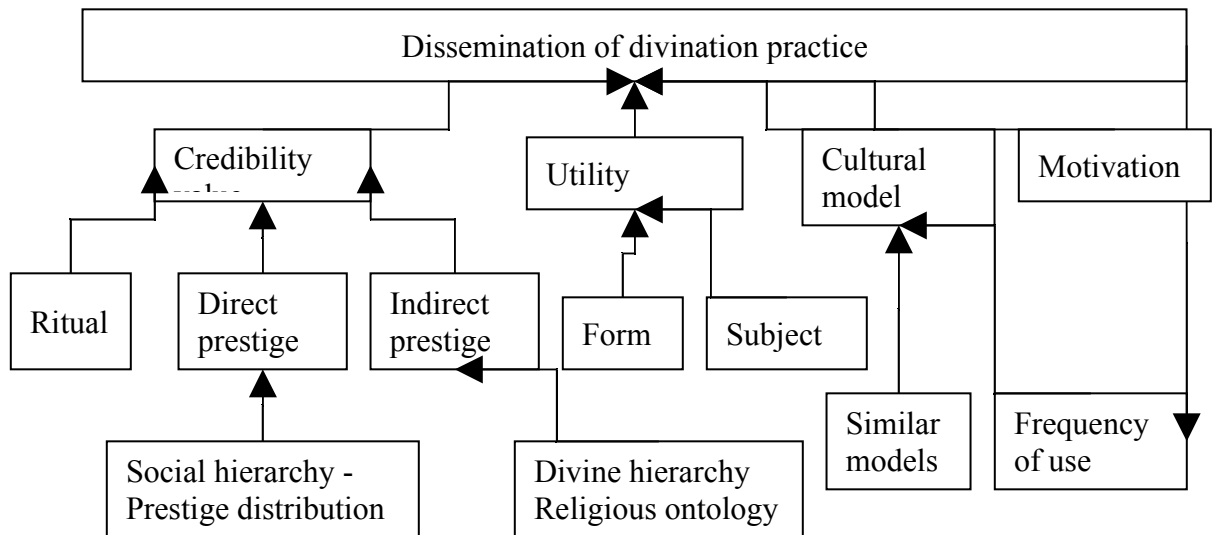 Dissemination of divination practice
Credibility
Utility
Cultural
model
Motivation
Ritual
Direct
prestige
Indirect
prestige
Form
Subject
Similar
models
Frequency
of use
Social hierarchy -
Prestige distribution
Divine hierarchy
Religious ontology